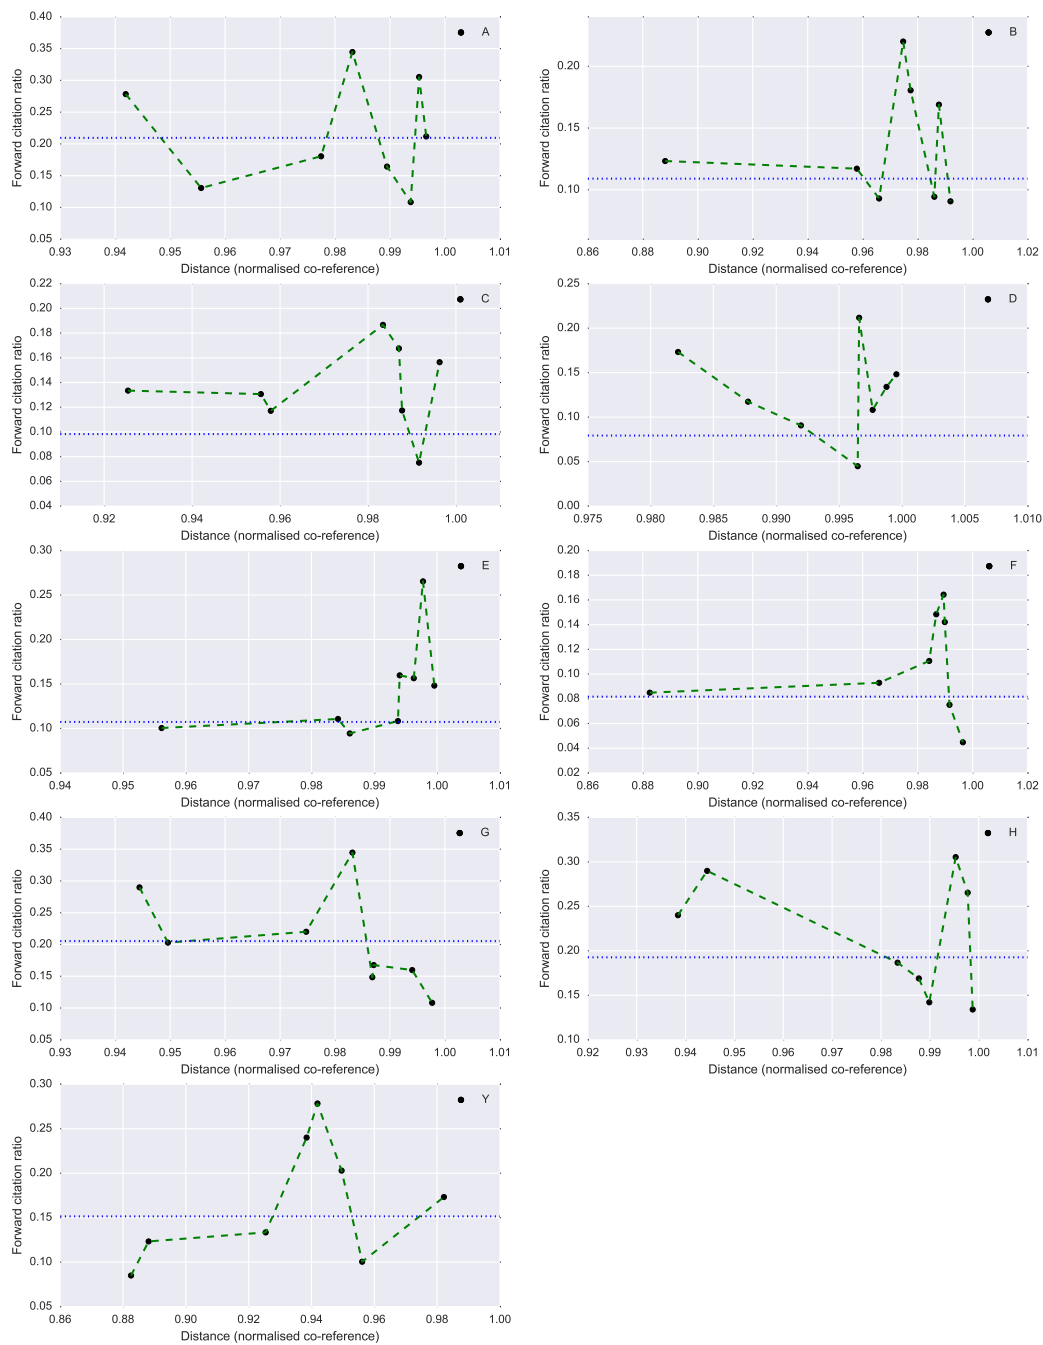 0.40
0.35
0.30
0.25
0.20
0.15
0.10
0.05
Forward citation ratio
A
0.93 0.94 0.95 0.96 0.97 0.98 0.99 1.00 1.01
Distance (normalised co-reference)
0.20
0.15
0.10
Forward citation ratio
B
0.86 0.88 0.90 0.92 0.94 0.96 0.98 1.00 1.02
Distance (normalised co-reference)
0.22
0.20
0.18
0.16
0.14
0.12
0.10
0.08
0.06
0.04
Forward citation ratio
C
0.92 0.94 0.96 0.98 1.00
Distance (normalised co-reference)
0.25
0.20
0.15
0.10
0.05
0.00
Forward citation ratio
D
0.975 0.980 0.985 0.990 0.995 1.000 1.005 1.010
Distance (normalised co-reference)
0.30
0.25
0.20
0.15
0.10
0.05
Forward citation ratio
E
0.94 0.95 0.96 0.97 0.98 0.99 1.00 1.01
Distance (normalised co-reference)
0.20
0.18
0.16
0.14
0.12
0.10
0.08
0.06
0.04
0.02
Forward citation ratio
F
0.86 0.88 0.90 0.92 0.94 0.96 0.98 1.00 1.02
Distance (normalised co-reference)
0.40
0.35
0.30
0.25
0.20
0.15
0.10
0.05
Forward citation ratio
G
0.93 0.94 0.95 0.96 0.97 0.98 0.99 1.00 1.01
Distance (normalised co-reference)
0.35
0.30
0.25
0.20
0.15
0.10
Forward citation ratio
H
0.92 0.93 0.94 0.95 0.96 0.97 0.98 0.99 1.00 1.01
Distance (normalised co-reference)
0.30
0.25
0.20
0.15
0.10
0.05
Forward citation ratio
Y
0.86 0.88 0.90 0.92 0.94 0.96 0.98 1.00
Distance (normalised co-reference)